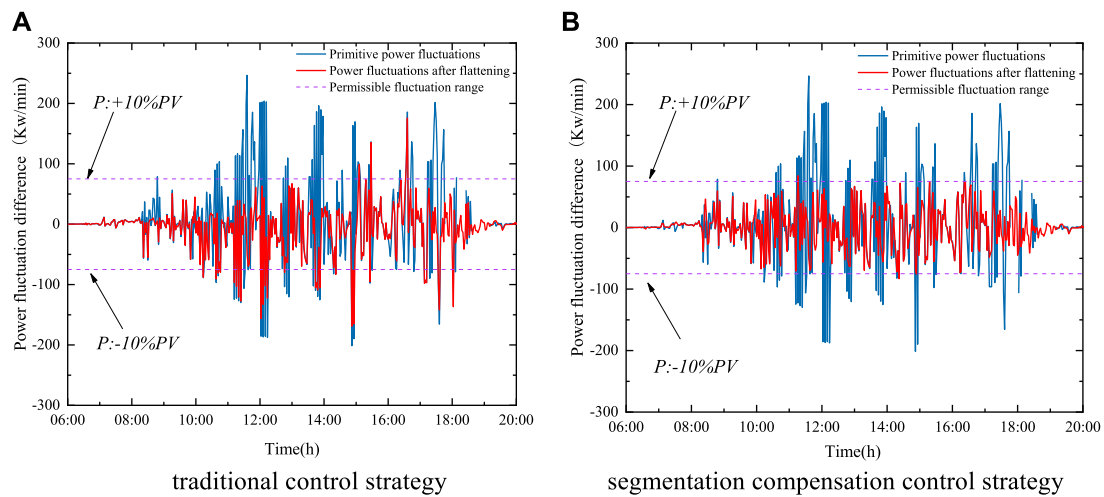 A
Power fluctuation difference（Kw/min）
300
200
100
0
-100
-200
-300
Primitive power fluctuations
Power fluctuations after flattening
Permissible fluctuation range
P:+10%PV
P:-10%PV
06:00 08:00 10:00 12:00 14:00 16:00 18:00 20:00
Time(h)
traditional control strategy
B
Power fluctuation difference（Kw/min）
300
200
100
0
-100
-200
-300
Primitive power fluctuations
Power fluctuations after flattening
Permissible fluctuation range
P:+10%PV
P:-10%PV
06:00 08:00 10:00 12:00 14:00 16:00 18:00 20:00
Time(h)
segmentation compensation control strategy